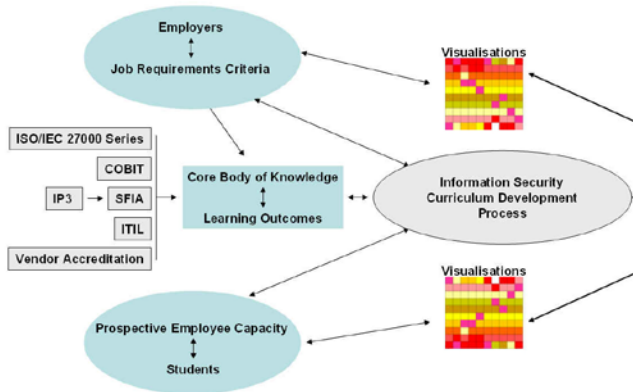 Employers
Job Requirements Criteria
Visualisations
ISO/IEC 27000 Series
COBIT
IP3
SFIA
ITIL
Vendor Accreditation
Core Body of Knowledge
Learning Outcomes
Information Security
Curriculum Development
Process
Visualisations
Prospective Employee Capacity
Students